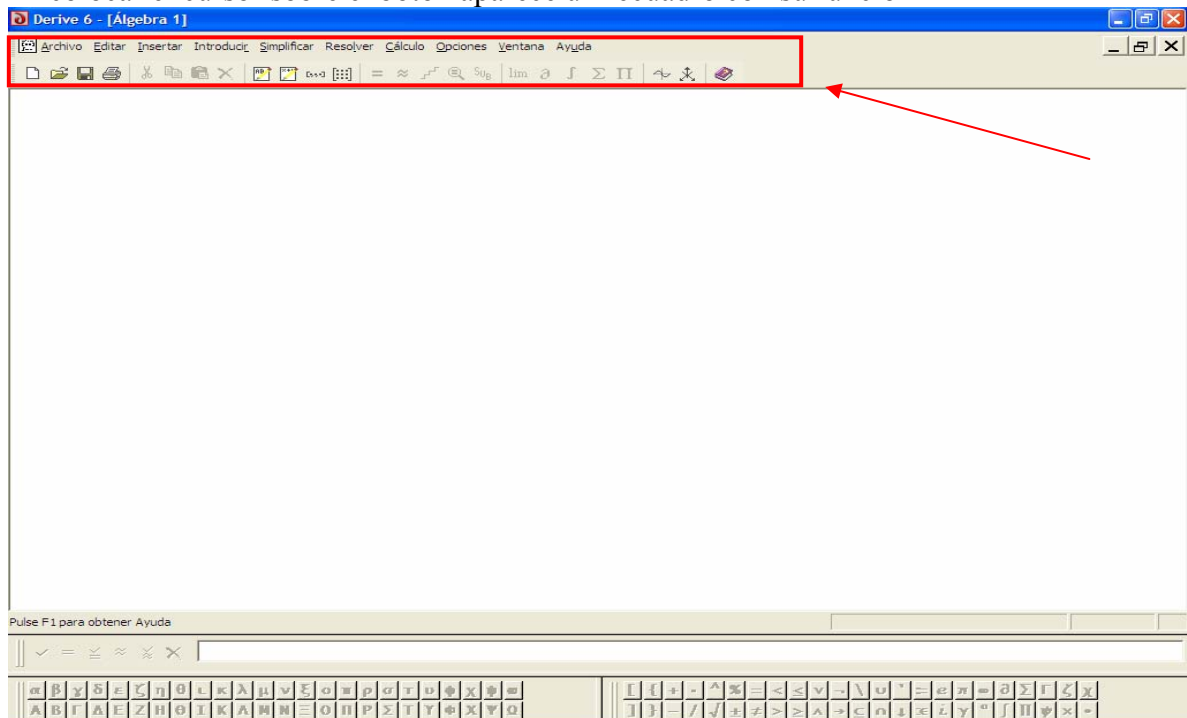 Derive 6 - [Álgebra 1]
Archivo Editar Insertar Introducir Simplificar Resolver Cálculo Opciones Ventana Ayuda
= ≈ SUB lim ∂ ∫ Σ Π
Pulse F1 para obtener Ayuda
α β γ δ ε ζ η θ ι κ λ μ ν ξ ο π ρ σ τ υ φ χ ψ ω
Α Β Γ Δ Ε Ζ Η Θ Ι Κ Λ Μ Ν Ξ Ο Π Ρ Σ Τ Υ Φ Χ Ψ Ω
[ { + · ^ % = < ≤ ∨ ¬ \ ∪ ` := e π ∞ ∂ Σ Γ ζ χ
] } - / √ ± ≠ > ≥ ∧ → ⊂ ∩ ↓ i γ ° ∫ Π ψ ×